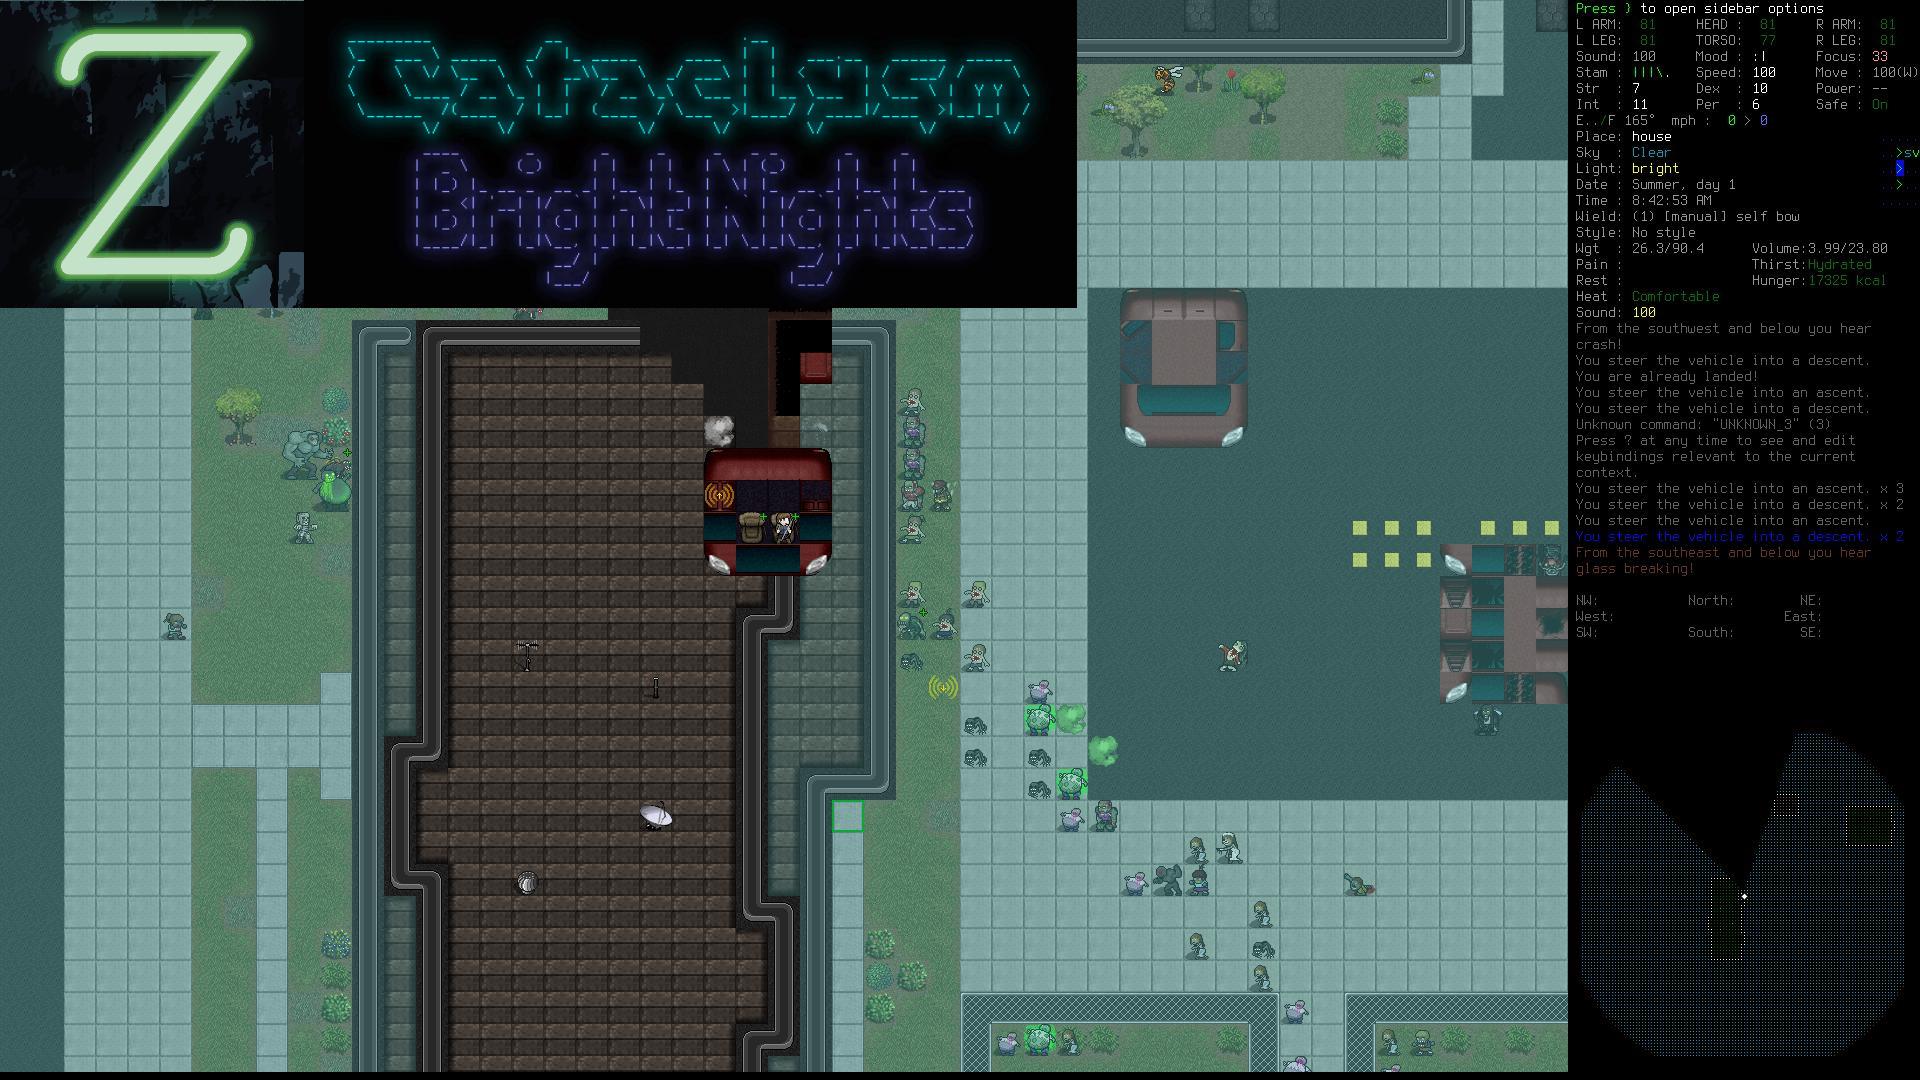 Z
Cataclysm
Bright Nights
Press } to open sidebar options
L ARM: 81 HEAD : 81 R ARM: 81
L LEG: 81 TORSO: 77 R LEG: 81
Sound: 100 Mood : :| Focus: 33
Stam : |||\. Speed: 100 Move : 100(W)
Str : 7 Dex : 10 Power: --
Int : 11 Per : 6 Safe : On
E../F 165° mph : 0 > 0
Place: house
Sky : Clear
Light: bright
Date : Summer, day 1
Time : 8:42:53 AM
Wield: (1) [manual] self bow
Style: No style
Wgt : 26.3/90.4 Volume:3.99/23.80
Pain : Thirst:Hydrated
Rest : Hunger:17325 kcal
Heat : Comfortable
Sound: 100
From the southwest and below you hear
crash!
You steer the vehicle into a descent.
You are already landed!
You steer the vehicle into an ascent.
You steer the vehicle into a descent.
Unknown command: "UNKNOWN_3" (3)
Press ? at any time to see and edit
keybindings relevant to the current
context.
You steer the vehicle into an ascent. x 3
You steer the vehicle into a descent. x 2
You steer the vehicle into an ascent.
You steer the vehicle into a descent. x 2
From the southeast and below you hear
glass breaking!
NW: North: NE:
West: East:
SW: South: SE: